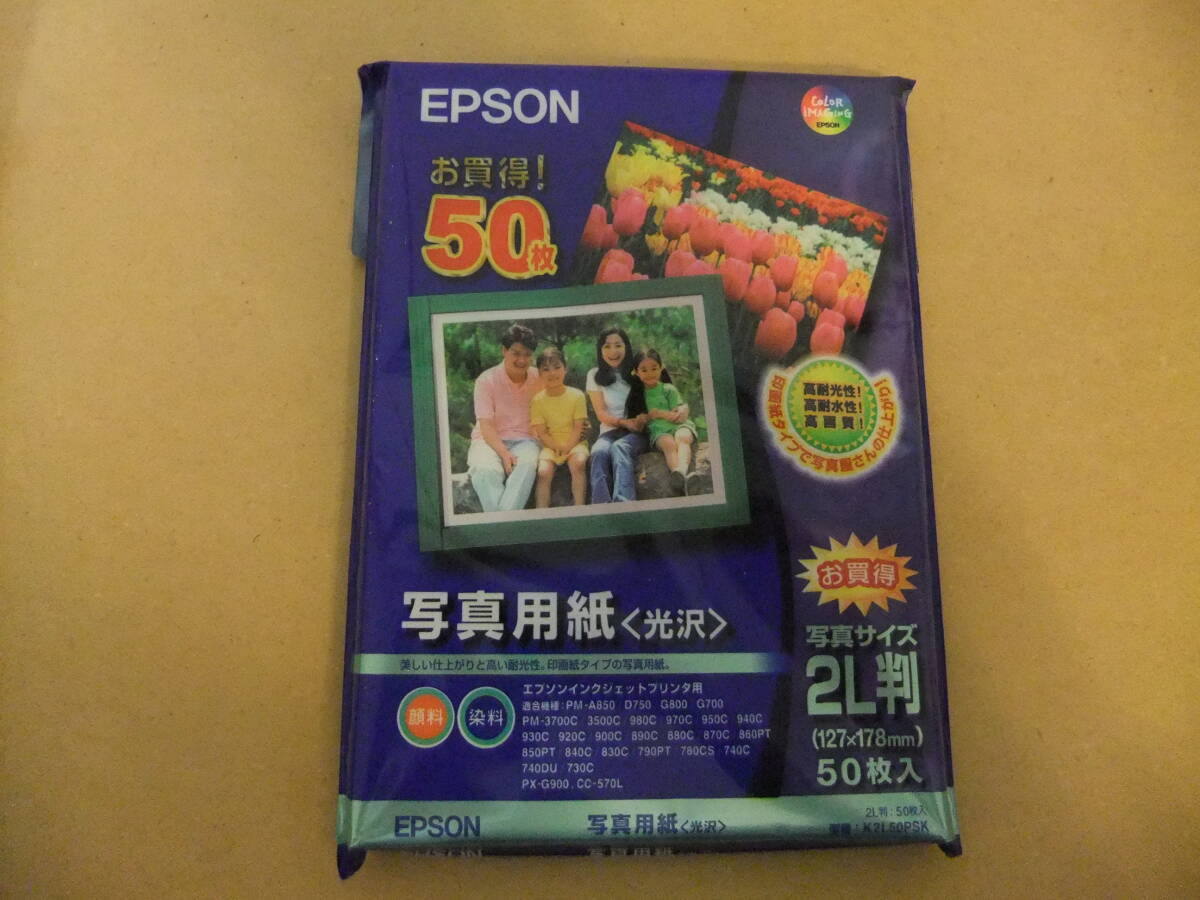 EPSON
COLOR
iMAGiNG
EPSON
お買得!
50枚
高耐光性!
高耐水性!
高画質!
印画紙タイプで写真屋さんの仕上がり!
お買得
写真用紙<光沢>
美しい仕上がりと高い耐光性。印画紙タイプの写真用紙。
顔料
染料
エプソンインクジェットプリンタ用
適合機種:PM-A850 D750 G800 G700
PM-3700C 3500C 980C 970C 950C 940C
930C 920C 900C 890C 880C 870C 860PT
850PT 840C 830C 790PT 780CS 740C
740DU 730C
PX-G900, CC-570L
写真サイズ
2L判
(127×178mm)
50枚入
EPSON
写真用紙<光沢>
2L判:50枚入
型番:K2L50PSK